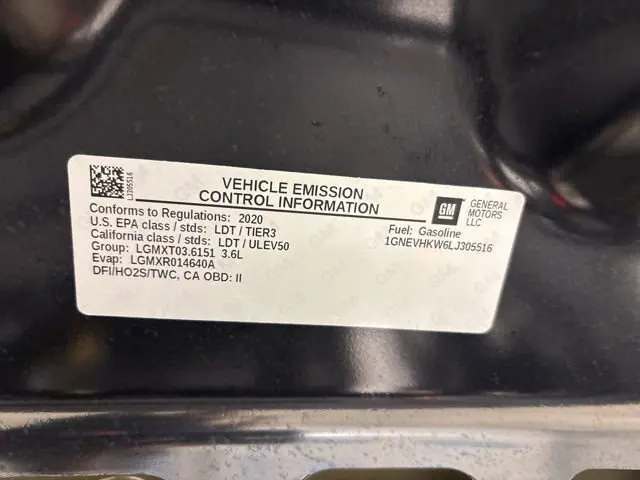 LJ305516
VEHICLE EMISSION
CONTROL INFORMATION
GM
GENERAL
MOTORS
LLC
Conforms to Regulations: 2020
U.S. EPA class / stds: LDT / TIER3
California class / stds: LDT / ULEV50
Group: LGMXT03.6151 3.6L
Evap: LGMXR014640A
DFI/HO2S/TWC, CA OBD: II
Fuel: Gasoline
1GNEVHKW6LJ305516